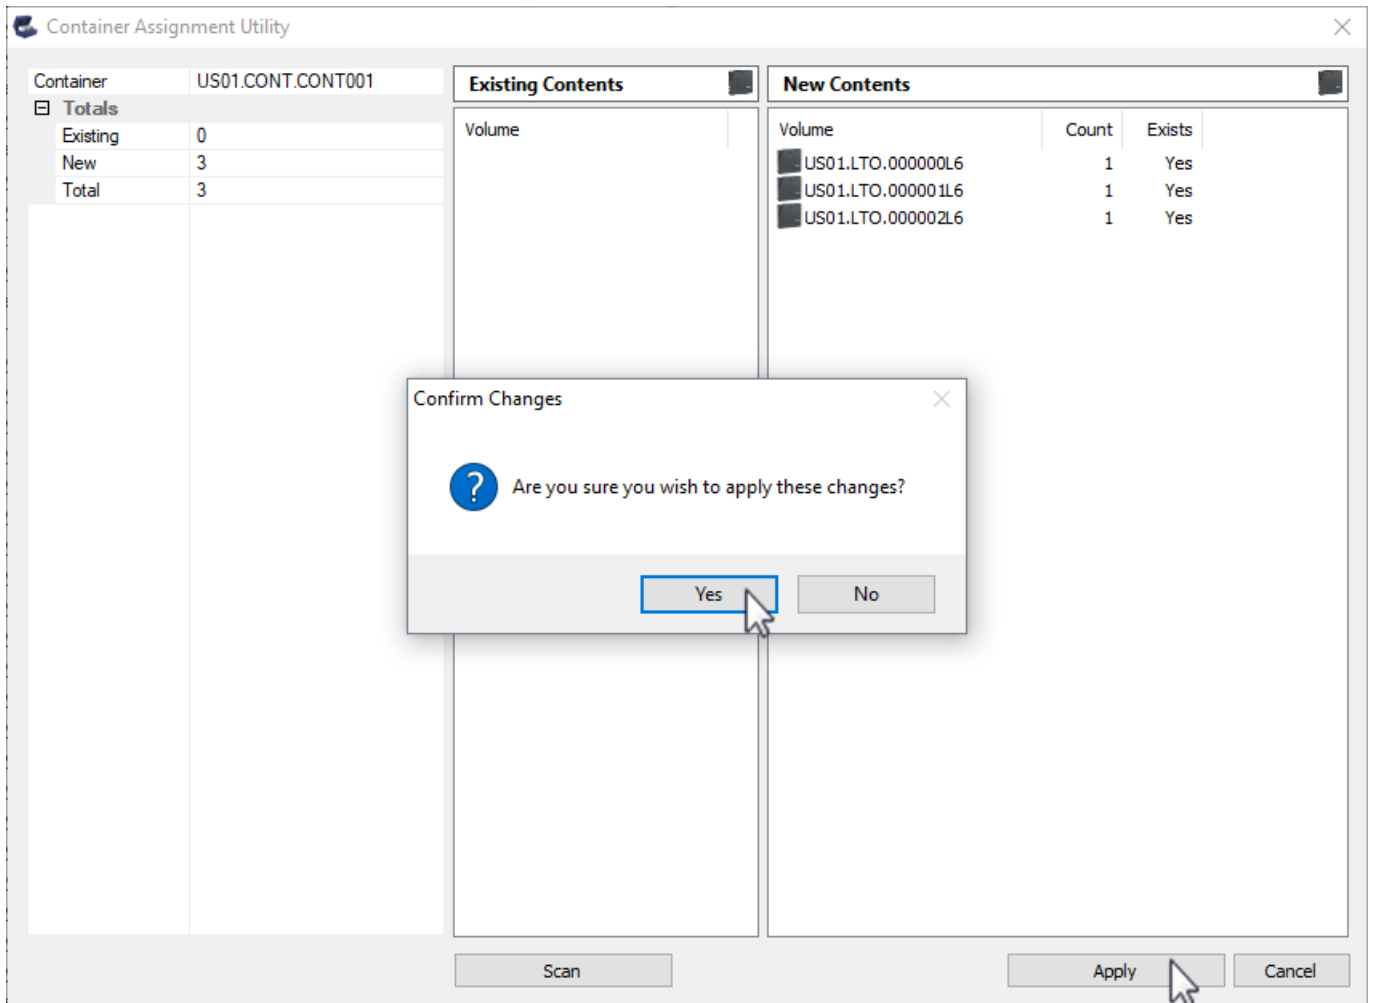 Container Assignment Utility
Container US01.CONT.CONT001
Totals
Existing 0
New 3
Total 3
Existing Contents
Volume
New Contents
Volume Count Exists
US01.LTO.000000L6 1 Yes
US01.LTO.000001L6 1 Yes
US01.LTO.000002L6 1 Yes
Confirm Changes
Are you sure you wish to apply these changes?
Yes No
Scan Apply Cancel